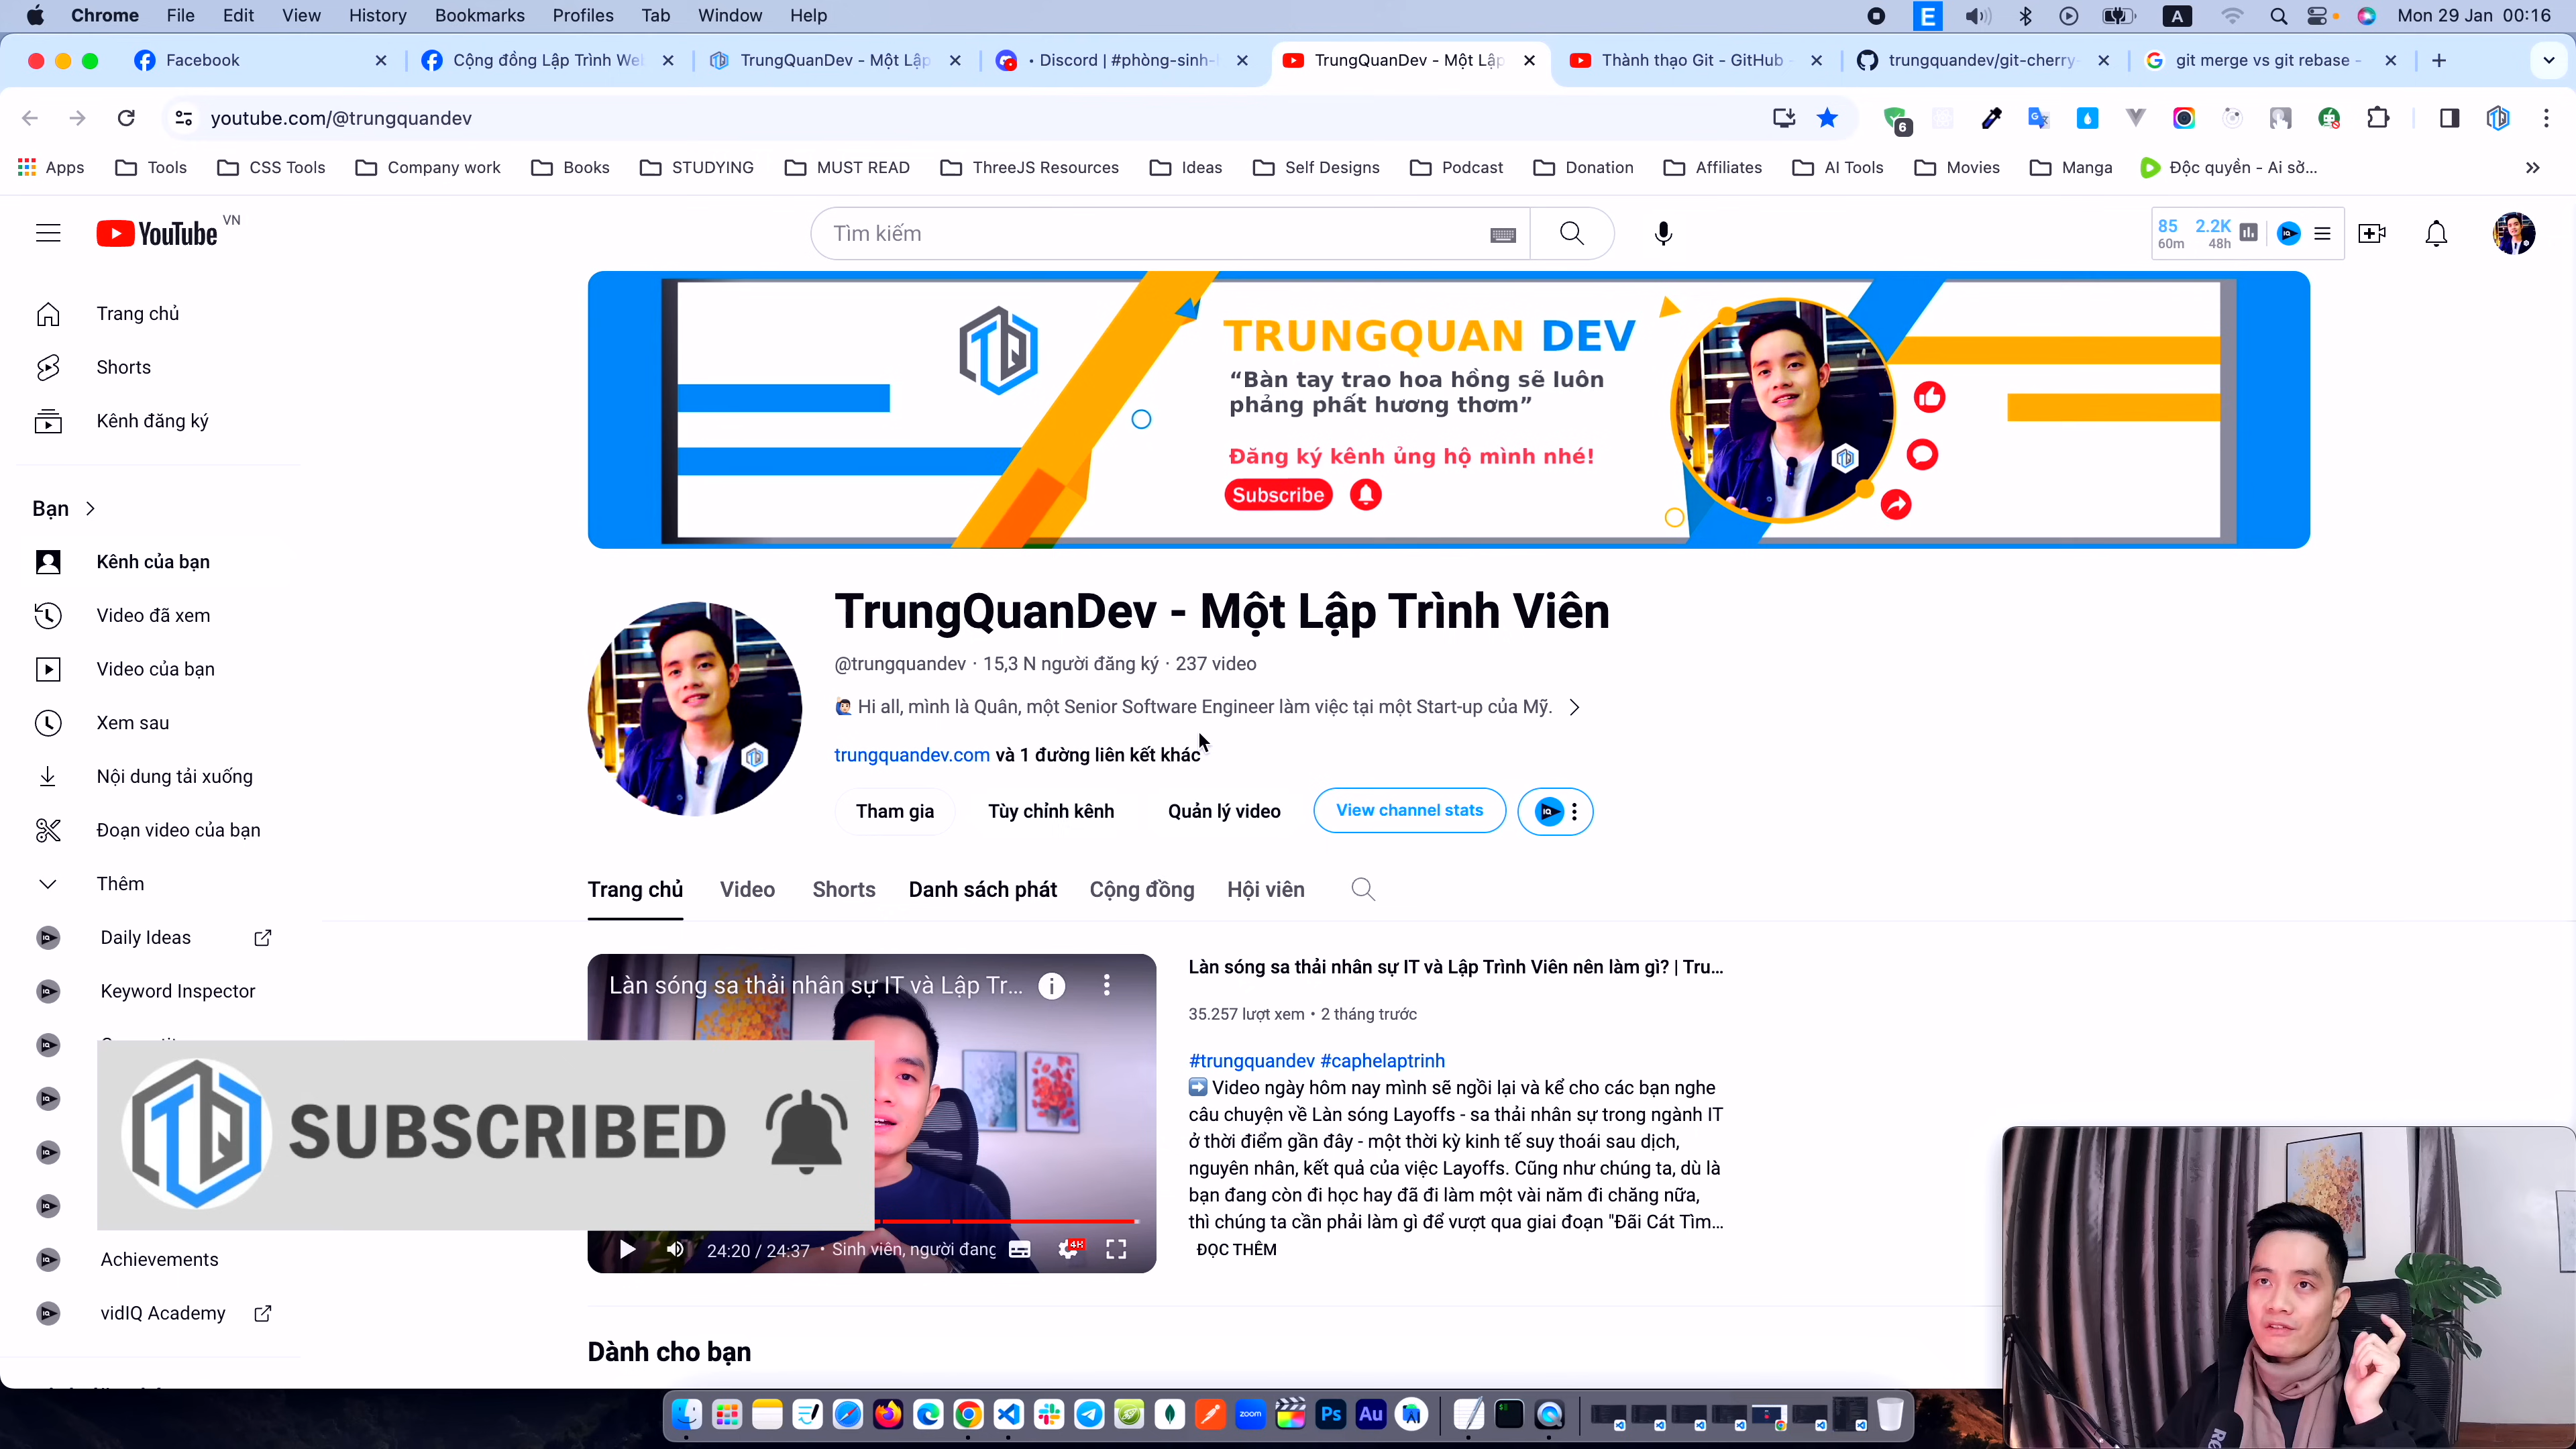 Chrome File Edit View History Bookmarks Profiles Tab Window Help
E A Mon 29 Jan 00:16
Facebook
Cộng đồng Lập Trình We
TrungQuanDev - Một Lập
• Discord | #phòng-sinh-
TrungQuanDev - Một Lập
Thành thạo Git - GitHub -
trungquandev/git-cherry-
git merge vs git rebase -
youtube.com/@trungquandev
6
Apps Tools CSS Tools Company work Books STUDYING MUST READ ThreeJS Resources Ideas Self Designs Podcast Donation Affiliates AI Tools Movies Manga Độc quyền - Ai sở...
YouTube VN
Tìm kiếm
85 2.2K
60m 48h
Trang chủ
Shorts
Kênh đăng ký
Bạn
Kênh của bạn
Video đã xem
Video của bạn
Xem sau
Nội dung tải xuống
Đoạn video của bạn
Thêm
Daily Ideas
Keyword Inspector
Achievements
vidIQ Academy
TRUNGQUAN DEV
“Bàn tay trao hoa hồng sẽ luôn
phảng phất hương thơm”
Đăng ký kênh ủng hộ mình nhé!
Subscribe
TrungQuanDev - Một Lập Trình Viên
@trungquandev · 15,3 N người đăng ký · 237 video
Hi all, mình là Quân, một Senior Software Engineer làm việc tại một Start-up của Mỹ.
trungquandev.com và 1 đường liên kết khác
Tham gia Tùy chỉnh kênh Quản lý video View channel stats
Trang chủ Video Shorts Danh sách phát Cộng đồng Hội viên
Làn sóng sa thải nhân sự IT và Lập Tr...
SUBSCRIBED
24:20 / 24:37 • Sinh viên, người đang
4K
Làn sóng sa thải nhân sự IT và Lập Trình Viên nên làm gì? | Tru...
35.257 lượt xem • 2 tháng trước
#trungquandev #caphelaptrinh
Video ngày hôm nay mình sẽ ngồi lại và kể cho các bạn nghe
câu chuyện về Làn sóng Layoffs - sa thải nhân sự trong ngành IT
ở thời điểm gần đây - một thời kỳ kinh tế suy thoái sau dịch,
nguyên nhân, kết quả của việc Layoffs. Cũng như chúng ta, dù là
bạn đang còn đi học hay đã đi làm một vài năm đi chăng nữa,
thì chúng ta cần phải làm gì để vượt qua giai đoạn "Đãi Cát Tìm...
ĐỌC THÊM
Dành cho bạn
zoom Ps Au